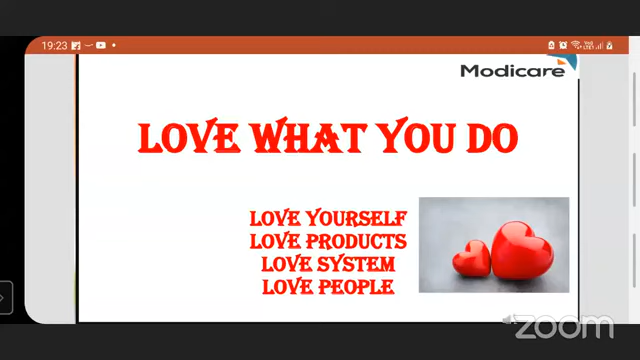 19:23
Modicare
LOVE WHAT YOU DO
LOVE YOURSELF
LOVE PRODUCTS
LOVE SYSTEM
LOVE PEOPLE
zoom